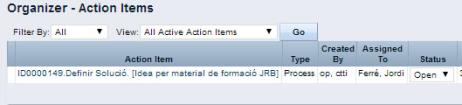 Organizer - Action Items
Filter By: All View: All Active Action Items Go
Action Item Type Created By Assigned To Status
ID0000149.Definir Solució. [Idea per material de formació JRB] Process op, ctti Ferré, Jordi Open